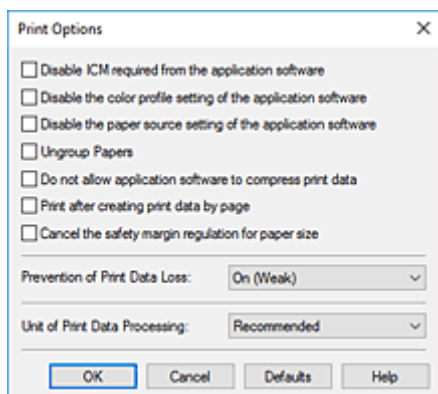 Print Options
Disable ICM required from the application software
Disable the color profile setting of the application software
Disable the paper source setting of the application software
Ungroup Papers
Do not allow application software to compress print data
Print after creating print data by page
Cancel the safety margin regulation for paper size
Prevention of Print Data Loss: On (Weak)
Unit of Print Data Processing: Recommended
OK Cancel Defaults Help